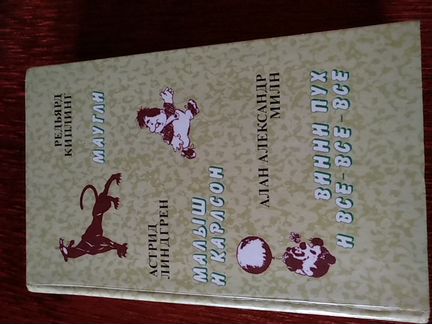 РЕДЬЯРД
КИПЛИНГ
МАУГЛИ
АСТРИД
ЛИНДГРЕН
МАЛЫШ
И КАРЛСОН
АЛАН АЛЕКСАНДР
МИЛН
ВИННИ ПУХ
И ВСЕ-ВСЕ-ВСЕ